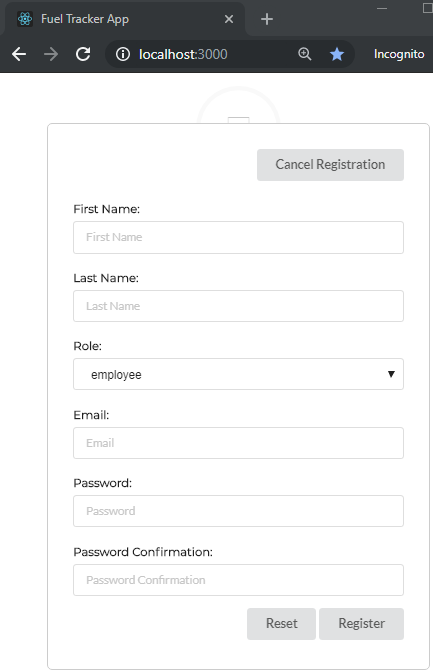 Fuel Tracker App
localhost:3000
Incognito
Cancel Registration
First Name:
First Name
Last Name:
Last Name
Role:
employee
Email:
Email
Password:
Password
Password Confirmation:
Password Confirmation
Reset Register